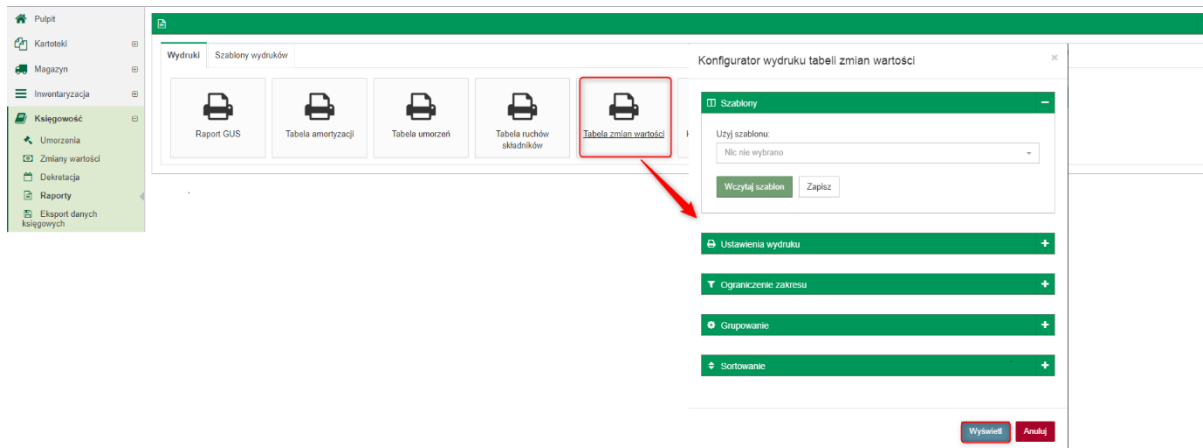 Pulpit
Kartoteki
Magazyn
Inwentaryzacja
Księgowość
Umorzenia
Zmiany wartości
Dekretacja
Raporty
Eksport danych
księgowych
Wydruki Szablony wydruków
Raport GUS
Tabela amortyzacji
Tabela umorzeń
Tabela ruchów
składników
Tabela zmian wartości
Konfigurator wydruku tabeli zmian wartości
Szablony
Użyj szablonu:
Nic nie wybrano
Wczytaj szablon Zapisz
Ustawienia wydruku
Ograniczenie zakresu
Grupowanie
Sortowanie
Wyświetl Anuluj